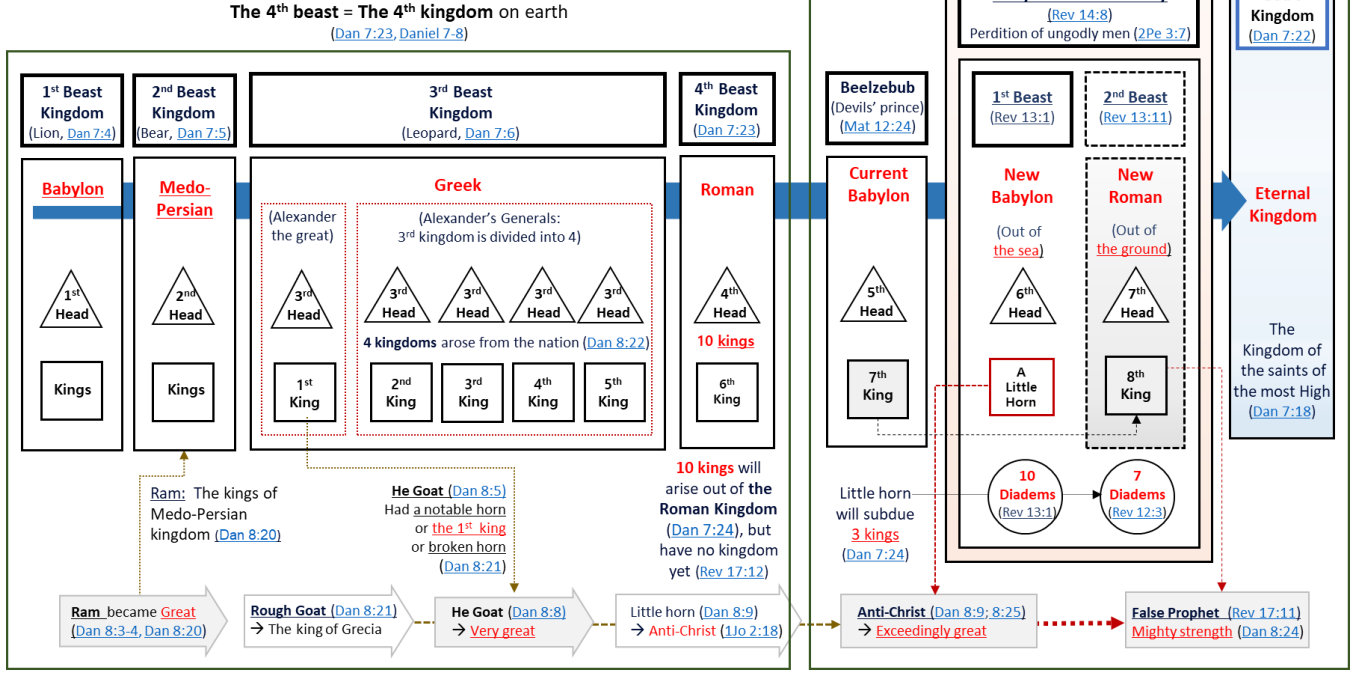 The 4th beast = The 4th kingdom on earth
(Dan 7:23, Daniel 7-8)
(Rev 14:8)
Perdition of ungodly men (2Pe 3:7)
Kingdom
(Dan 7:22)
1st Beast
Kingdom
(Lion, Dan 7:4)
2nd Beast
Kingdom
(Bear, Dan 7:5)
3rd Beast
Kingdom
(Leopard, Dan 7:6)
4th Beast
Kingdom
(Dan 7:23)
Beelzebub
(Devils' prince)
(Mat 12:24)
1st Beast
(Rev 13:1)
2nd Beast
(Rev 13:11)
Babylon
Medo-
Persian
Greek
Roman
Current
Babylon
New
Babylon
New
Roman
Eternal
Kingdom
(Alexander
the great)
(Alexander's Generals:
3rd kingdom is divided into 4)
(Out of
the sea)
(Out of
the ground)
1st
Head
2nd
Head
3rd
Head
3rd
Head
3rd
Head
3rd
Head
3rd
Head
4th
Head
5th
Head
6th
Head
7th
Head
4 kingdoms arose from the nation (Dan 8:22)
10 kings
The
Kingdom of
the saints of
the most High
(Dan 7:18)
Kings
Kings
1st
King
2nd
King
3rd
King
4th
King
5th
King
6th
King
7th
King
A
Little
Horn
8th
King
Ram: The kings of
Medo-Persian
kingdom (Dan 8:20)
He Goat (Dan 8:5)
Had a notable horn
or the 1st king
or broken horn
(Dan 8:21)
10 kings will
arise out of the
Roman Kingdom
(Dan 7:24), but
have no kingdom
yet (Rev 17:12)
Little horn
will subdue
3 kings
(Dan 7:24)
10
Diadems
(Rev 13:1)
7
Diadems
(Rev 12:3)
Ram became Great
(Dan 8:3-4, Dan 8:20)
Rough Goat (Dan 8:21)
→ The king of Grecia
He Goat (Dan 8:8)
→ Very great
Little horn (Dan 8:9)
→ Anti-Christ (1Jo 2:18)
Anti-Christ (Dan 8:9; 8:25)
→ Exceedingly great
False Prophet (Rev 17:11)
Mighty strength (Dan 8:24)